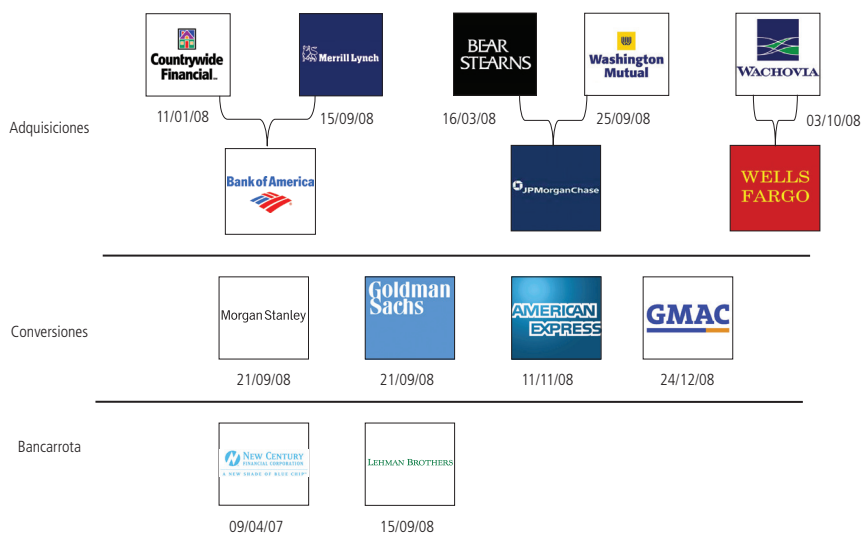 Countrywide
Financial
Merrill Lynch
BEAR
STEARNS
Washington
Mutual
WACHOVIA
11/01/08
15/09/08
16/03/08
25/09/08
03/10/08
Adquisiciones
Bank of America
JPMorganChase
WELLS
FARGO
Morgan Stanley
Goldman
Sachs
AMERICAN
EXPRESS
GMAC
Conversiones
21/09/08
21/09/08
11/11/08
24/12/08
Bancarrota
NEW CENTURY
FINANCIAL CORPORATION
A NEW SHADE OF BLUE CHIP
LEHMAN BROTHERS
09/04/07
15/09/08